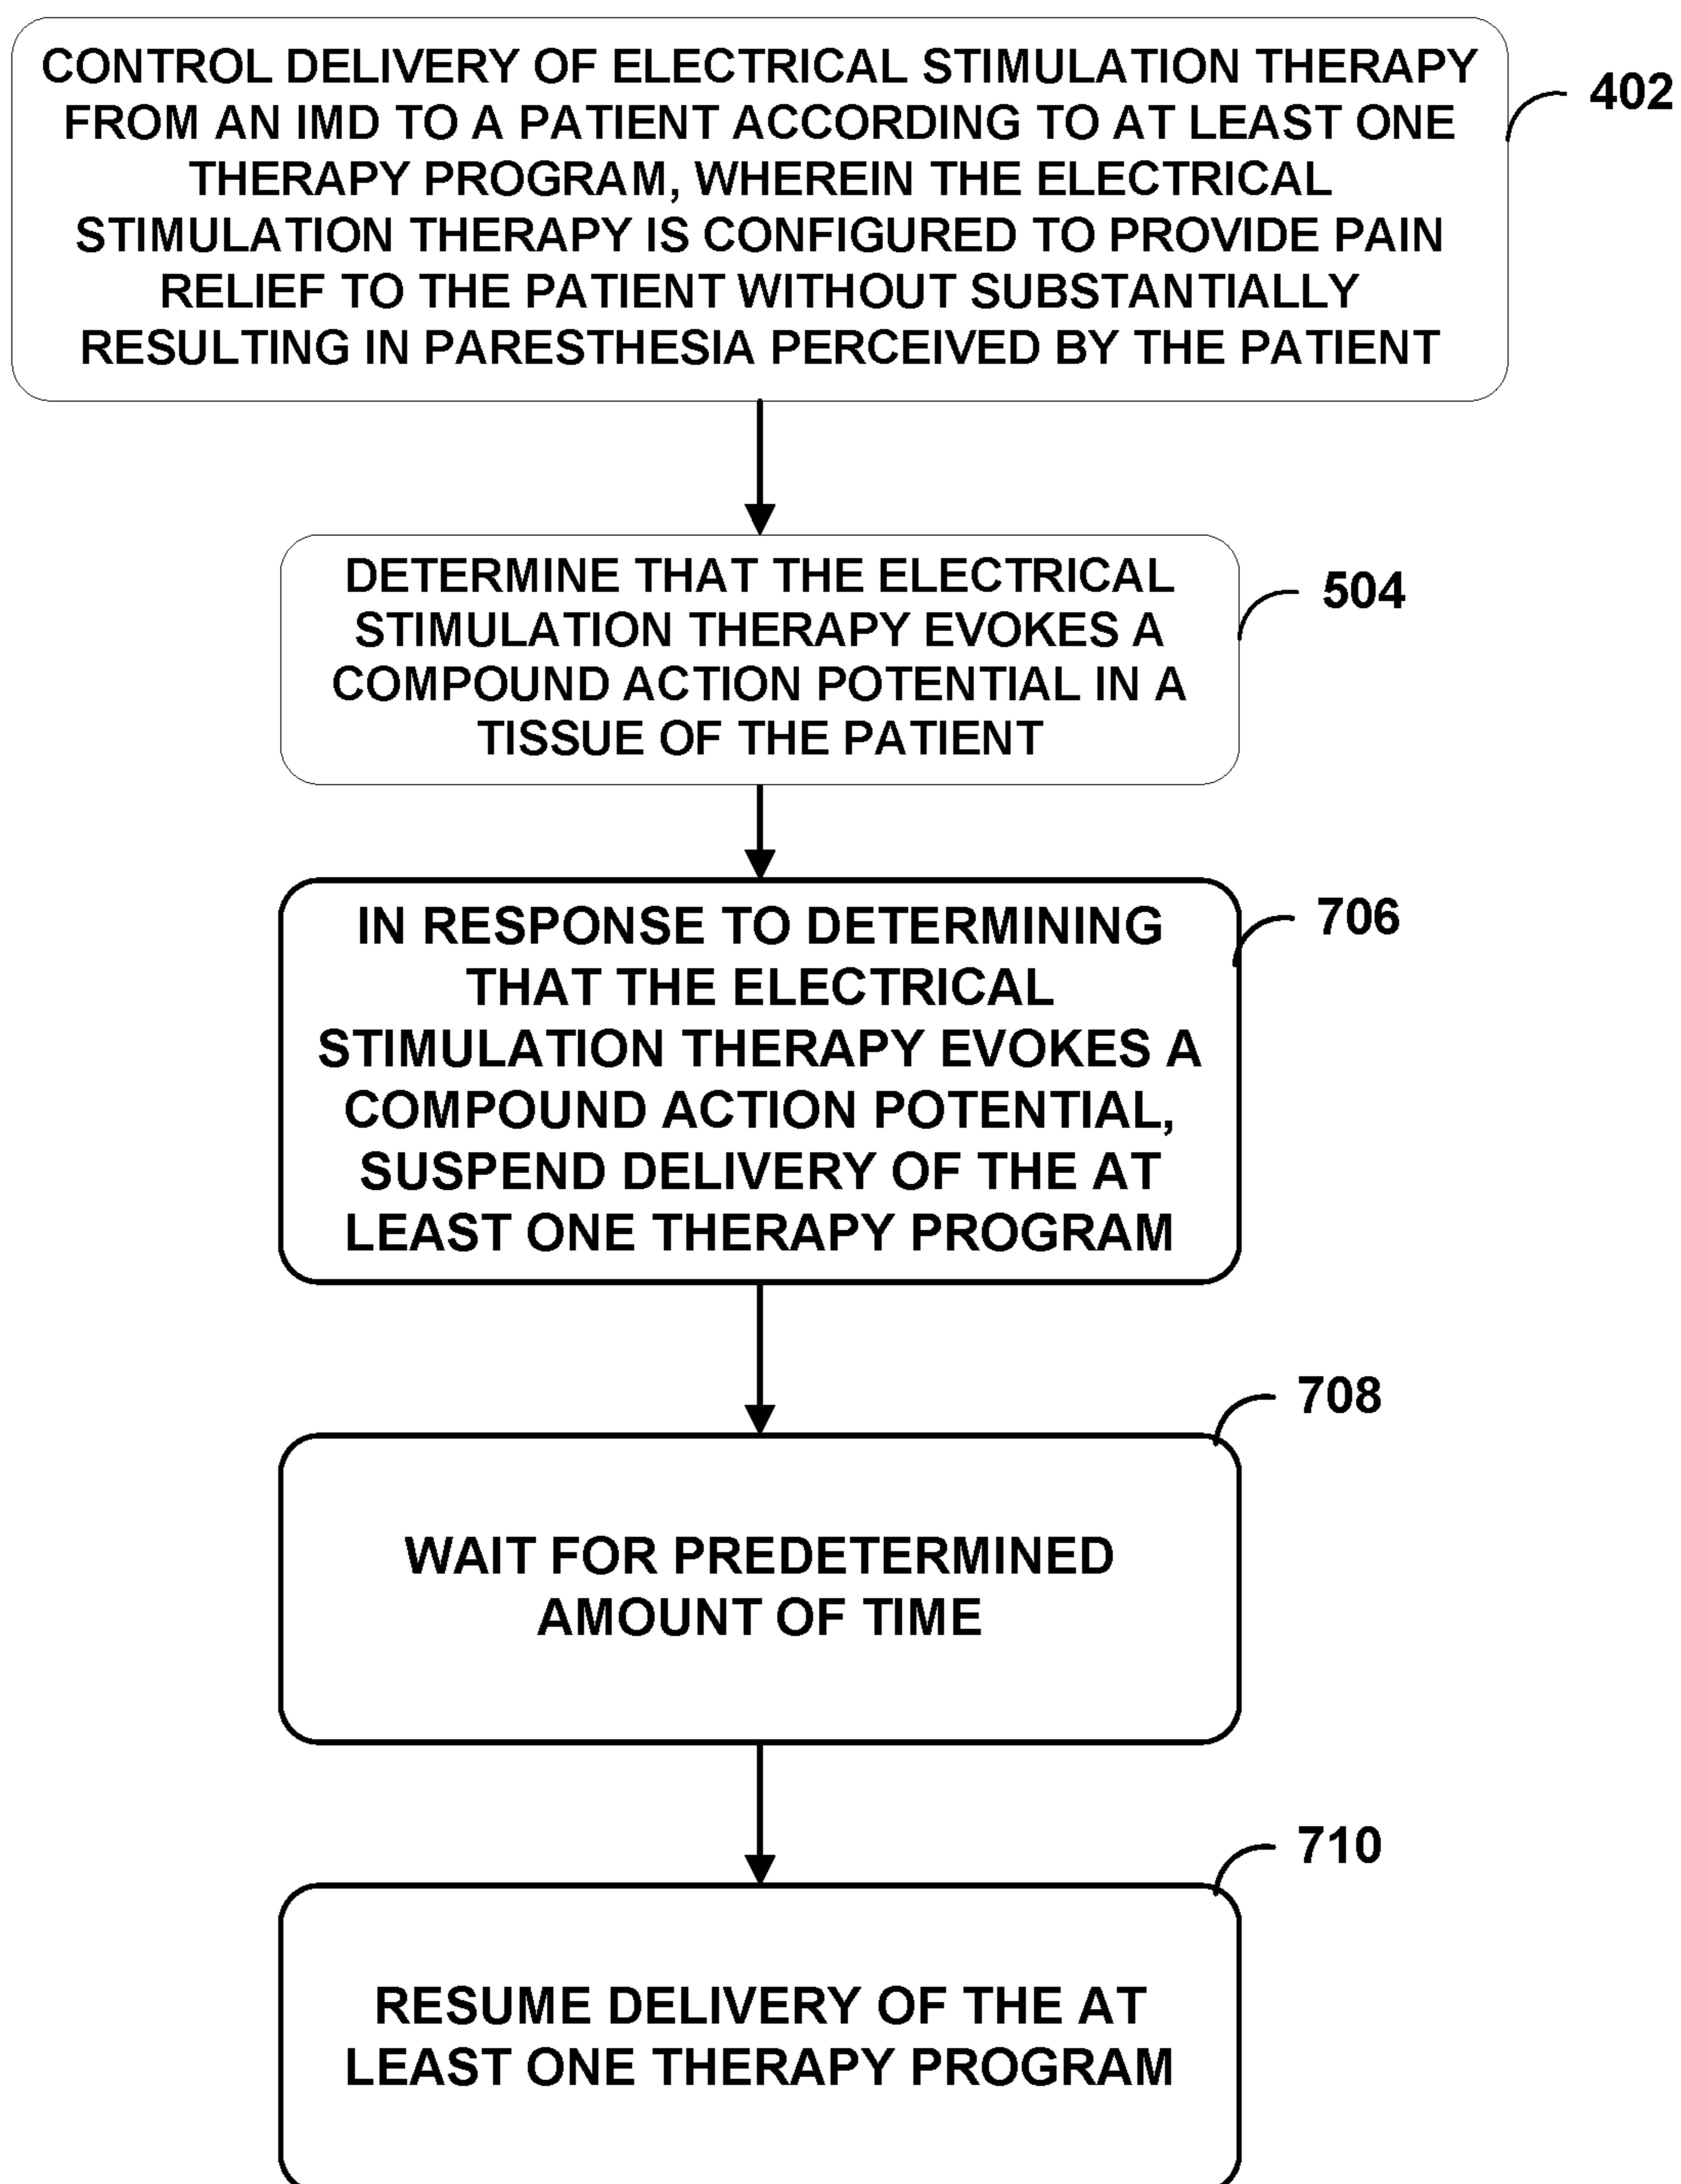 CONTROL DELIVERY OF ELECTRICAL STIMULATION THERAPY
FROM AN IMD TO A PATIENT ACCORDING TO AT LEAST ONE
THERAPY PROGRAM, WHEREIN THE ELECTRICAL
STIMULATION THERAPY IS CONFIGURED TO PROVIDE PAIN
RELIEF TO THE PATIENT WITHOUT SUBSTANTIALLY
RESULTING IN PARESTHESIA PERCEIVED BY THE PATIENT
402
DETERMINE THAT THE ELECTRICAL
STIMULATION THERAPY EVOKES A
COMPOUND ACTION POTENTIAL IN A
TISSUE OF THE PATIENT
504
IN RESPONSE TO DETERMINING
THAT THE ELECTRICAL
STIMULATION THERAPY EVOKES A
COMPOUND ACTION POTENTIAL,
SUSPEND DELIVERY OF THE AT
LEAST ONE THERAPY PROGRAM
706
WAIT FOR PREDETERMINED
AMOUNT OF TIME
708
RESUME DELIVERY OF THE AT
LEAST ONE THERAPY PROGRAM
710